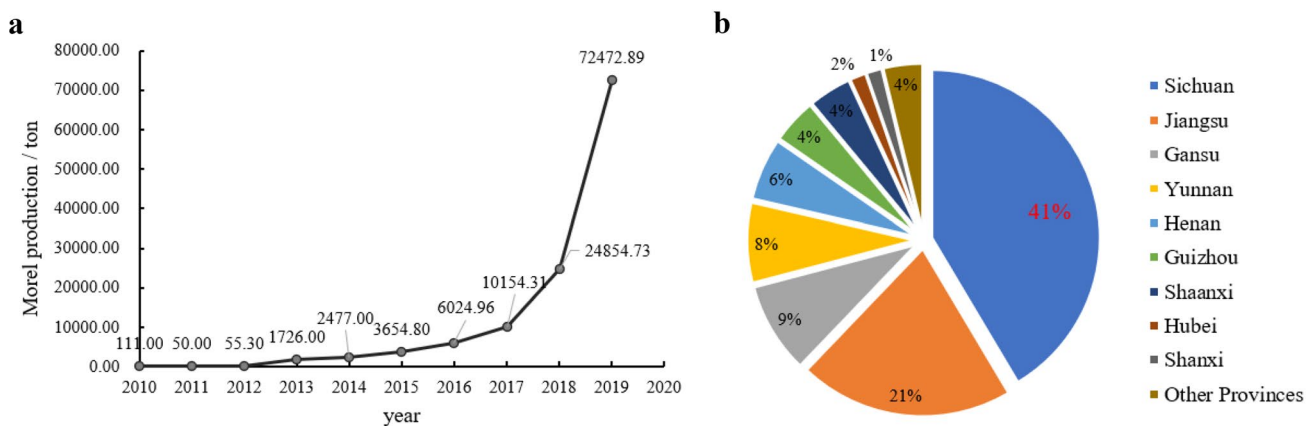 a
Morel production / ton
80000.00
70000.00
60000.00
50000.00
40000.00
30000.00
20000.00
10000.00
0.00
111.00
50.00
55.30
1726.00
2477.00
3654.80
6024.96
10154.31
24854.73
72472.89
2010 2011 2012 2013 2014 2015 2016 2017 2018 2019 2020
year
b
41%
21%
9%
8%
6%
4%
4%
2%
1%
4%
Sichuan
Jiangsu
Gansu
Yunnan
Henan
Guizhou
Shaanxi
Hubei
Shanxi
Other Provinces